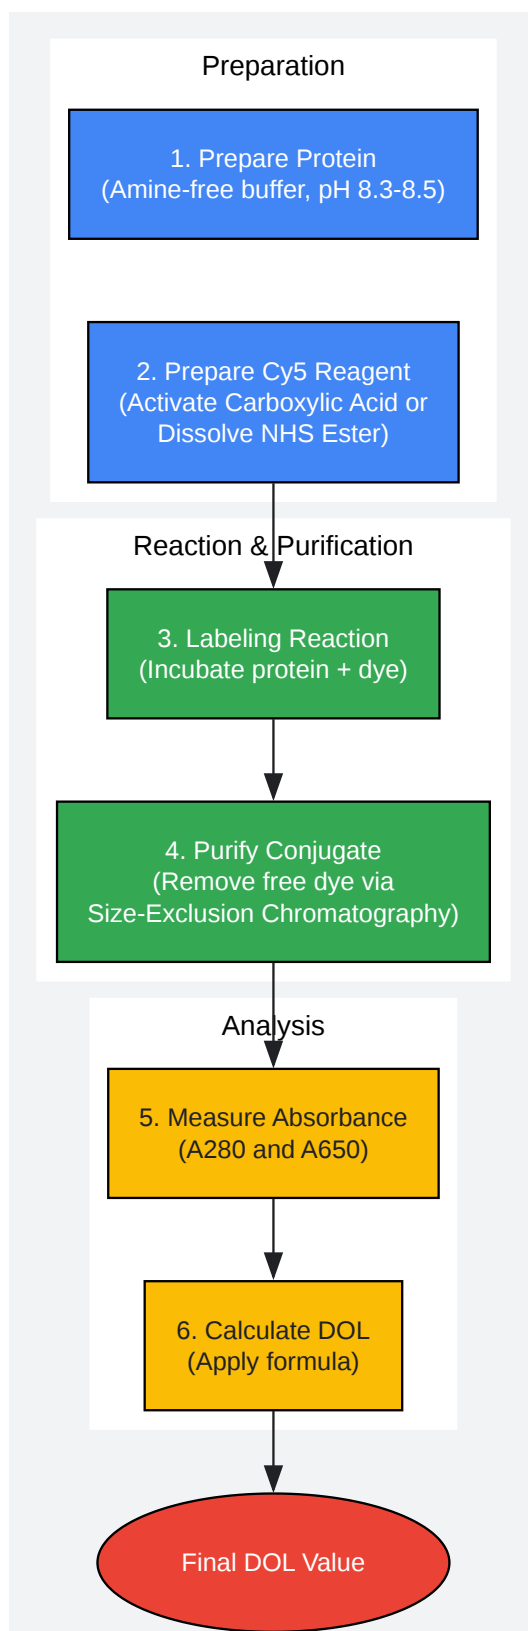 Preparation
1. Prepare Protein
(Amine-free buffer, pH 8.3-8.5)
2. Prepare Cy5 Reagent
(Activate Carboxylic Acid or
Dissolve NHS Ester)
Reaction & Purification
3. Labeling Reaction
(Incubate protein + dye)
4. Purify Conjugate
(Remove free dye via
Size-Exclusion Chromatography)
Analysis
5. Measure Absorbance
(A280 and A650)
6. Calculate DOL
(Apply formula)
Final DOL Value